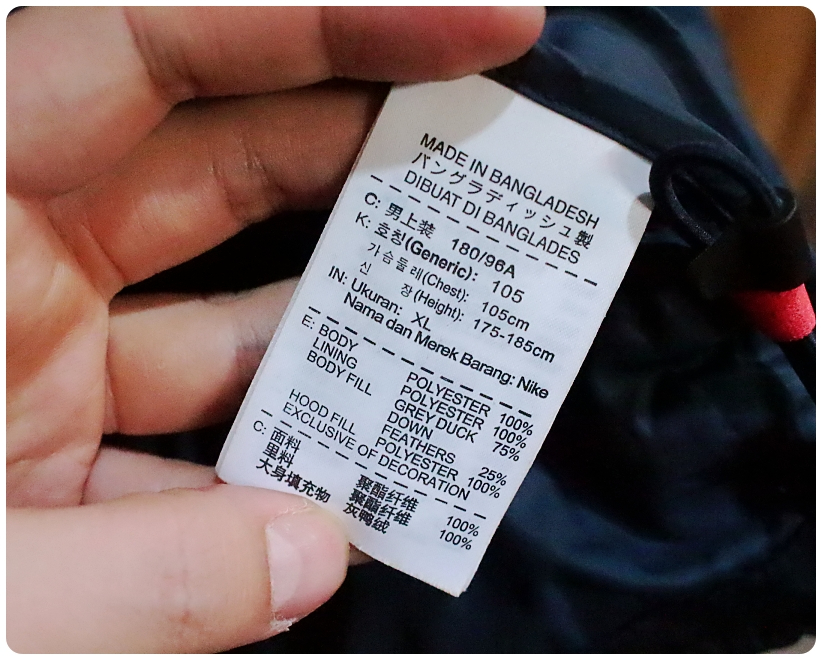 MADE IN BANGLADESH
バングラディッシュ製
DIBUAT DI BANGLADES
C: 男上装 180/96A
K: 호칭(Generic): 105
가슴둘레(Chest): 105cm
신 장(Height): 175-185cm
IN: Ukuran: XL
Nama dan Merek Barang: Nike
E: BODY POLYESTER 100%
LINING POLYESTER 100%
BODY FILL GREY DUCK 75%
DOWN
FEATHERS 25%
HOOD FILL POLYESTER 100%
EXCLUSIVE OF DECORATION
C: 面料 聚酯纤维 100%
里料 聚酯纤维 100%
大身填充物 灰鸭绒